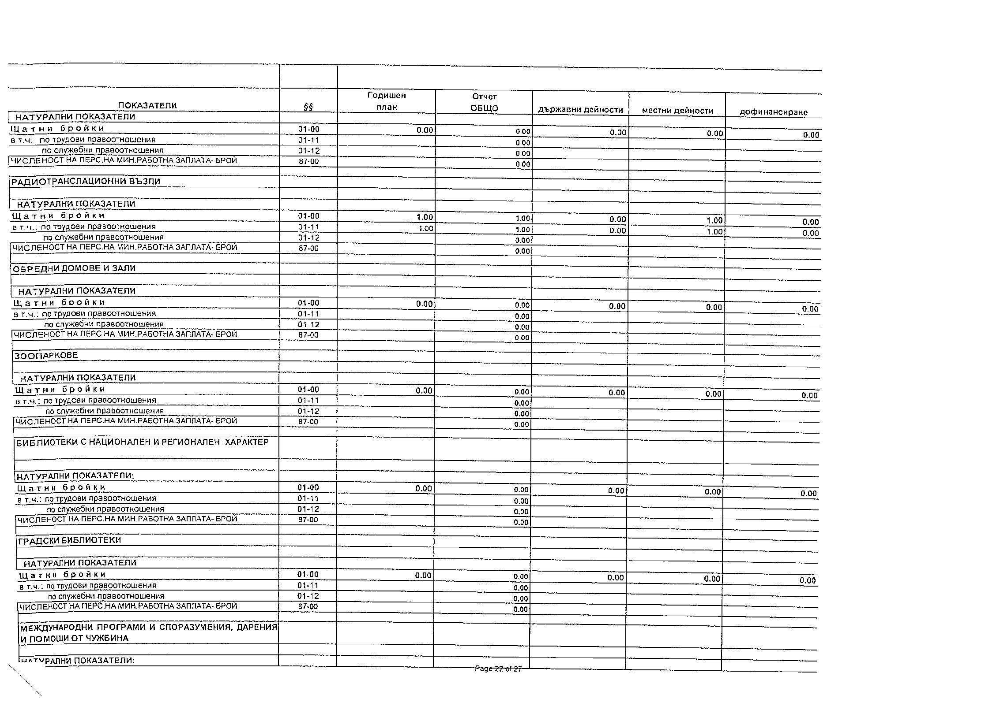 ПОКАЗАТЕЛИ §§ Годишен план Отчет ОБЩО държавни дейности местни дейности дофинансиране
НАТУРАЛНИ ПОКАЗАТЕЛИ
Щатни бройки 01-00 0.00 0.00 0.00 0.00 0.00
в т.ч.: по трудови правоотношения 01-11 0.00
по служебни правоотношения 01-12 0.00
ЧИСЛЕНОСТ НА ПЕРС.НА МИН.РАБОТНА ЗАПЛАТА- БРОЙ 87-00 0.00
РАДИОТРАНСЛАЦИОННИ ВЪЗЛИ
НАТУРАЛНИ ПОКАЗАТЕЛИ
Щатни бройки 01-00 1.00 1.00 0.00 1.00 0.00
в т.ч.: по трудови правоотношения 01-11 1.00 1.00 0.00 1.00 0.00
по служебни правоотношения 01-12 0.00
ЧИСЛЕНОСТ НА ПЕРС.НА МИН.РАБОТНА ЗАПЛАТА- БРОЙ 87-00 0.00
ОБРЕДНИ ДОМОВЕ И ЗАЛИ
НАТУРАЛНИ ПОКАЗАТЕЛИ
Щатни бройки 01-00 0.00 0.00 0.00 0.00 0.00
в т.ч.: по трудови правоотношения 01-11 0.00
по служебни правоотношения 01-12 0.00
ЧИСЛЕНОСТ НА ПЕРС.НА МИН.РАБОТНА ЗАПЛАТА- БРОЙ 87-00 0.00
ЗООПАРКОВЕ
НАТУРАЛНИ ПОКАЗАТЕЛИ
Щатни бройки 01-00 0.00 0.00 0.00 0.00 0.00
в т.ч.: по трудови правоотношения 01-11 0.00
по служебни правоотношения 01-12 0.00
ЧИСЛЕНОСТ НА ПЕРС.НА МИН.РАБОТНА ЗАПЛАТА- БРОЙ 87-00 0.00
БИБЛИОТЕКИ С НАЦИОНАЛЕН И РЕГИОНАЛЕН ХАРАКТЕР
НАТУРАЛНИ ПОКАЗАТЕЛИ:
Щатни бройки 01-00 0.00 0.00 0.00 0.00 0.00
в т.ч.: по трудови правоотношения 01-11 0.00
по служебни правоотношения 01-12 0.00
ЧИСЛЕНОСТ НА ПЕРС.НА МИН.РАБОТНА ЗАПЛАТА- БРОЙ 87-00 0.00
ГРАДСКИ БИБЛИОТЕКИ
НАТУРАЛНИ ПОКАЗАТЕЛИ
Щатни бройки 01-00 0.00 0.00 0.00 0.00 0.00
в т.ч.: по трудови правоотношения 01-11 0.00
по служебни правоотношения 01-12 0.00
ЧИСЛЕНОСТ НА ПЕРС.НА МИН.РАБОТНА ЗАПЛАТА- БРОЙ 87-00 0.00
МЕЖДУНАРОДНИ ПРОГРАМИ И СПОРАЗУМЕНИЯ, ДАРЕНИЯ
И ПОМОЩИ ОТ ЧУЖБИНА
НАТУРАЛНИ ПОКАЗАТЕЛИ:
Page 22 of 27